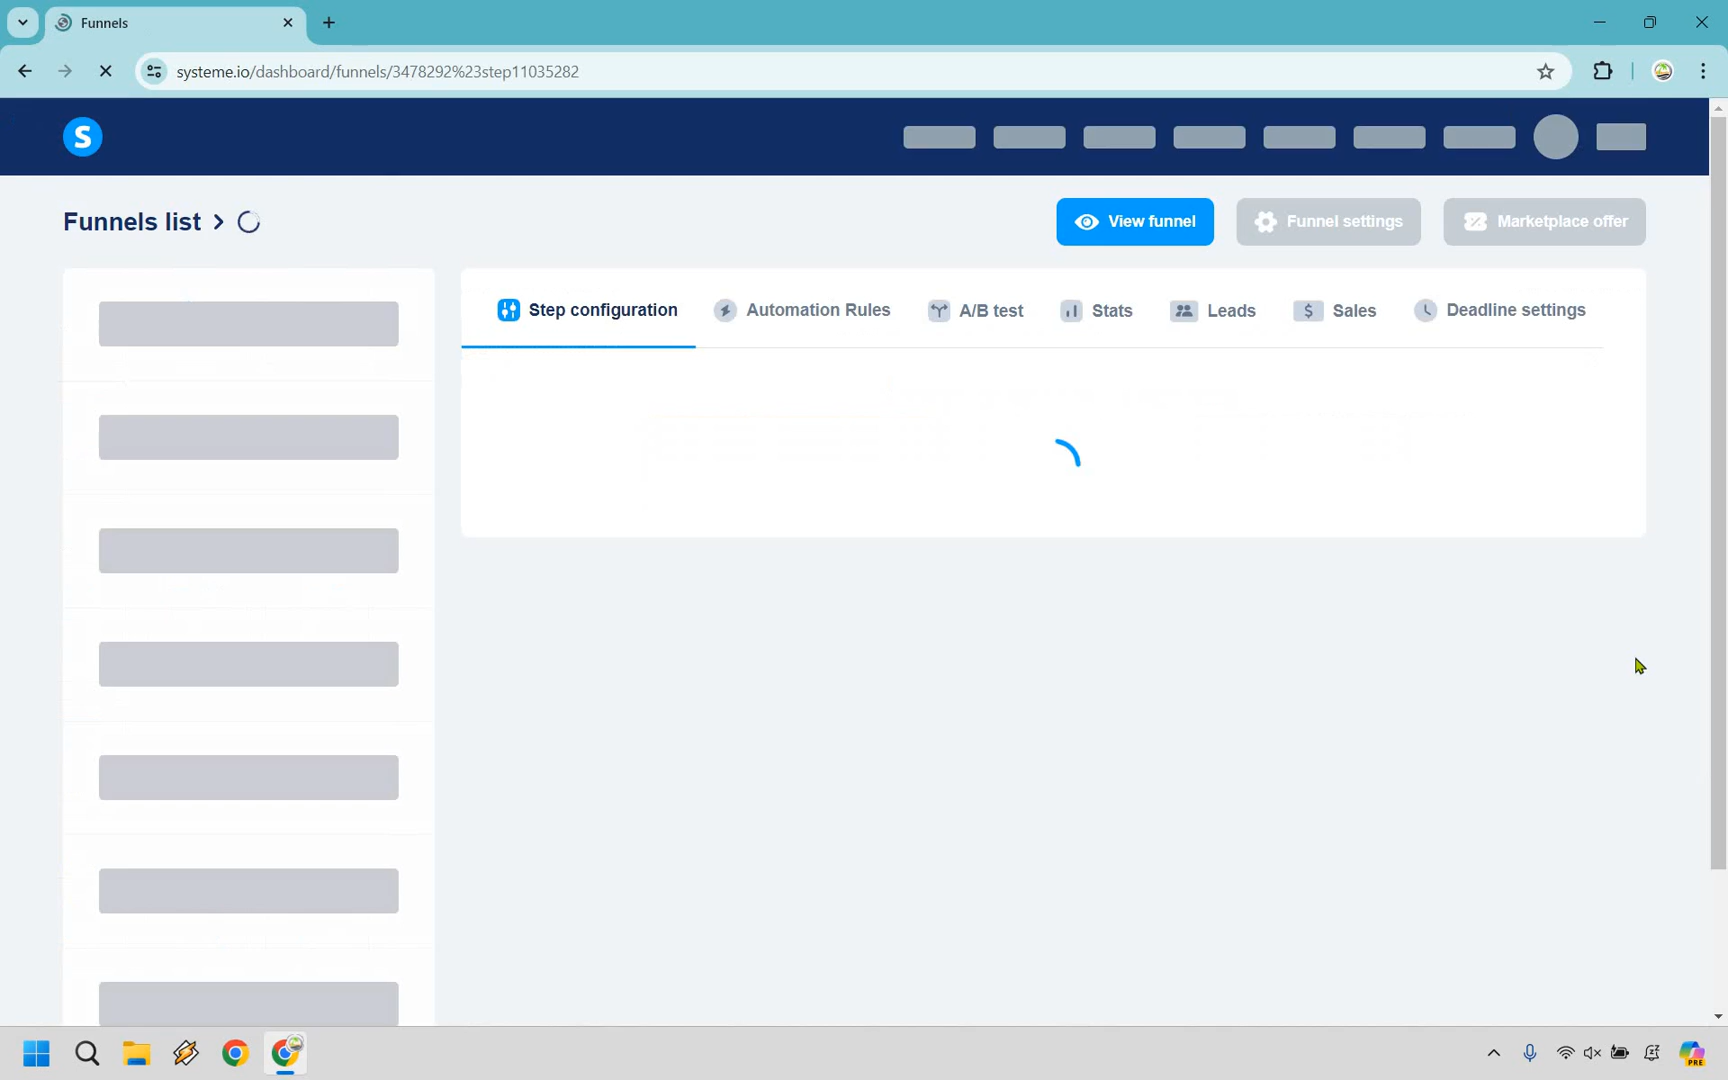 Funnels
systeme.io/dashboard/funnels/3478292%23step11035282
S
Funnels list
View funnel
Funnel settings
Marketplace offer
Step configuration
Automation Rules
A/B test
Stats
Leads
Sales
Deadline settings
PRE